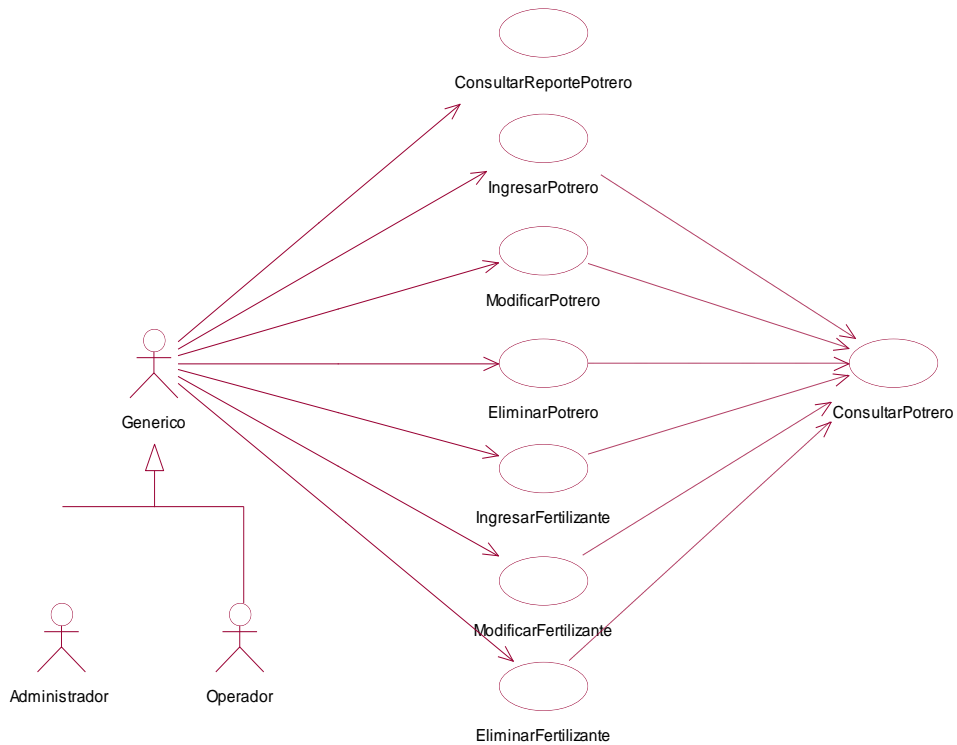 ConsultarReportePotrero
IngresarPotrero
ModificarPotrero
EliminarPotrero
ConsultarPotrero
Generico
IngresarFertilizante
ModificarFertilizante
Administrador
Operador
EliminarFertilizante